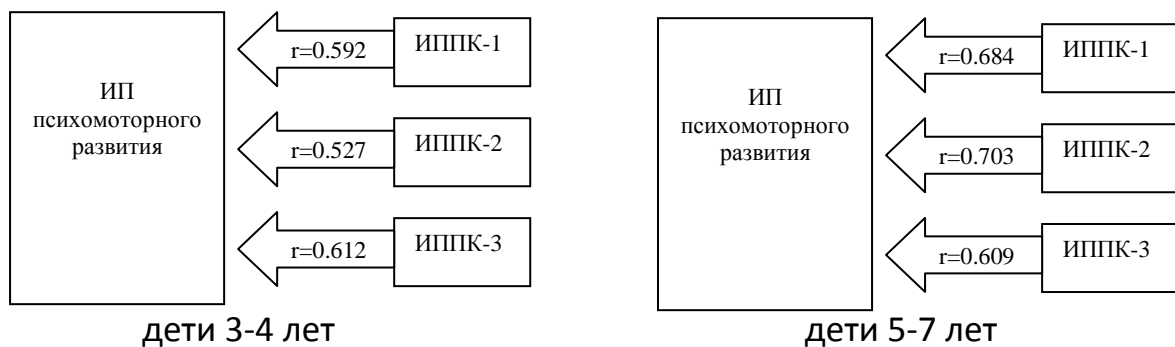 ИП
психомоторного
развития
r=0.592
ИППК-1
r=0.527
ИППК-2
r=0.612
ИППК-3
дети 3-4 лет
ИП
психомоторного
развития
r=0.684
ИППК-1
r=0.703
ИППК-2
r=0.609
ИППК-3
дети 5-7 лет